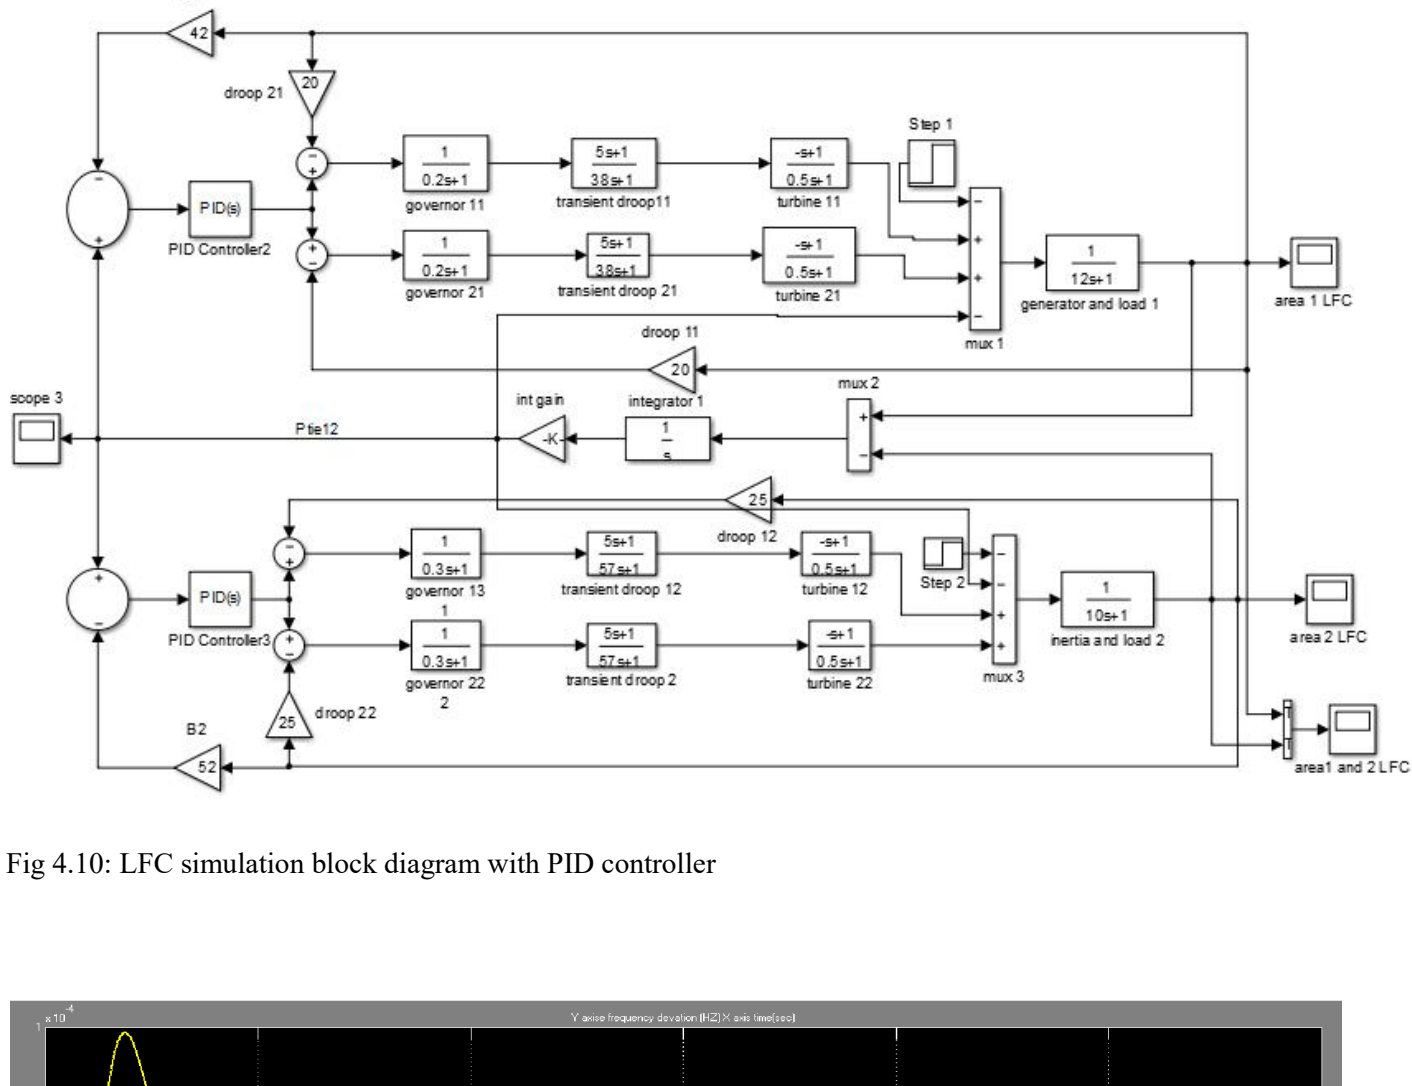 42
droop 21
20
Step 1
1
0.2s+1
governor 11
5s+1
38s+1
transient droop11
-s+1
0.5s+1
turbine 11
PID(s)
PID Controller2
1
0.2s+1
governor 21
5s+1
38s+1
transient droop 21
-s+1
0.5s+1
turbine 21
mux 1
1
12s+1
generator and load 1
area 1 LFC
droop 11
20
scope 3
Ptie12
int gain
-K-
integrator 1
1
s
mux 2
25
droop 12
1
0.3s+1
governor 13
1
5s+1
57s+1
transient droop 12
-s+1
0.5s+1
turbine 12
Step 2
PID(s)
PID Controller3
1
0.3s+1
governor 22
2
5s+1
57s+1
transient droop 2
-s+1
0.5s+1
turbine 22
mux 3
1
10s+1
inertia and load 2
area 2 LFC
25
droop 22
B2
52
area1 and 2 LFC
Fig 4.10: LFC simulation block diagram with PID controller
x 10
-4
1
Y axise frequency devation (HZ) X axis time(sec)